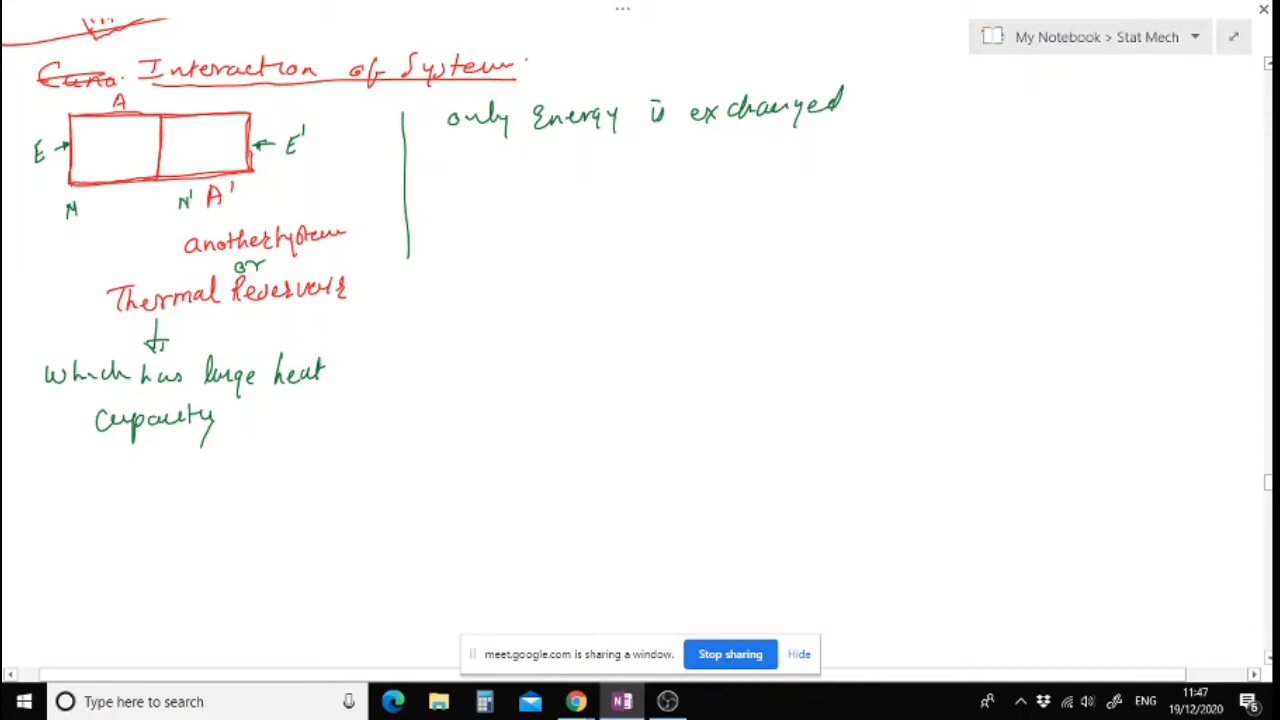 My Notebook > Stat Mech
Cano. Interaction of System.
A
E
E'
N
N' A'
another system
or
Thermal Reservoir
which has large heat
capacity
only Energy is exchanged
meet.google.com is sharing a window.
Stop sharing
Hide
Type here to search
ENG
11:47
19/12/2020
6